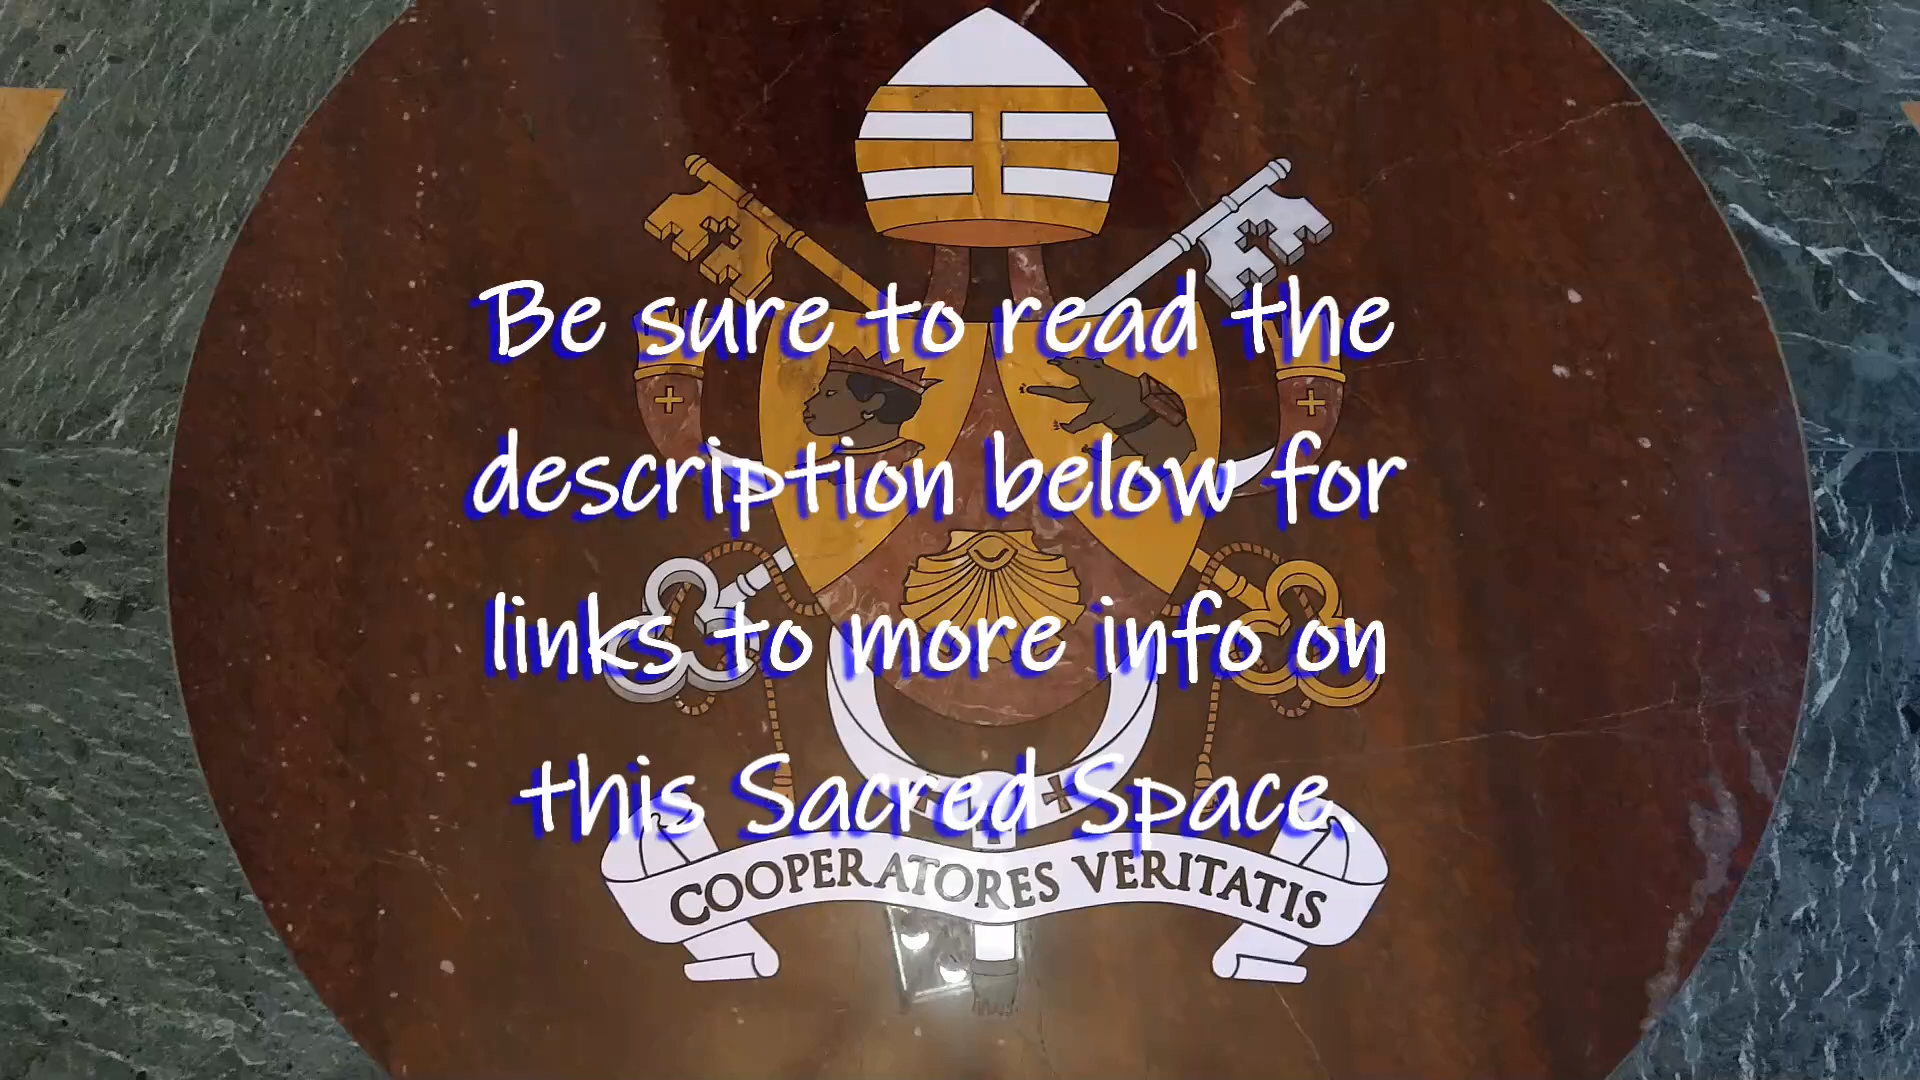 Be sure to read the
description below for
links to more info on
this Sacred Space.
COOPERATORES VERITATIS